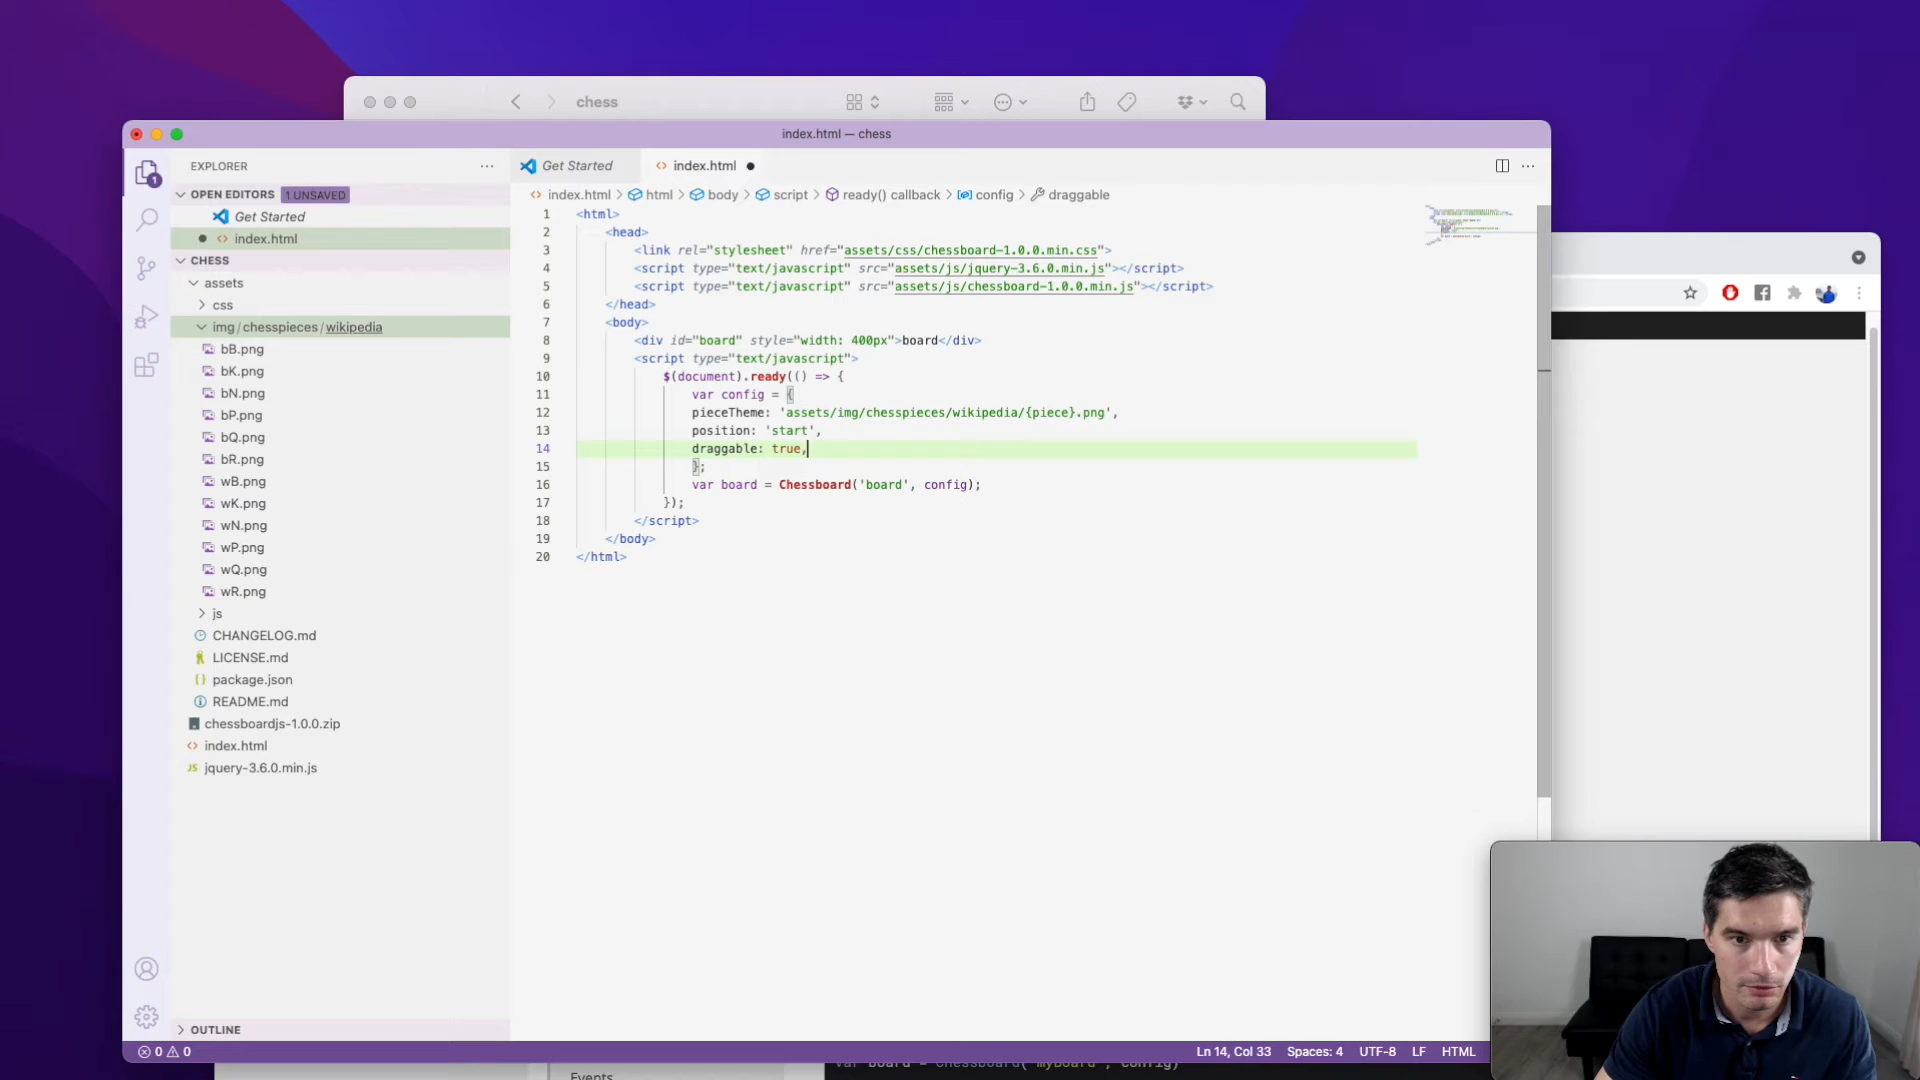 chess
index.html — chess
EXPLORER
OPEN EDITORS 1 UNSAVED
Get Started
index.html
CHESS
assets
css
img / chesspieces / wikipedia
bB.png
bK.png
bN.png
bP.png
bQ.png
bR.png
wB.png
wK.png
wN.png
wP.png
wQ.png
wR.png
js
CHANGELOG.md
LICENSE.md
package.json
README.md
chessboardjs-1.0.0.zip
index.html
jquery-3.6.0.min.js
OUTLINE
Get Started index.html
index.html > html > body > script > ready() callback > config > draggable
1 <html>
2 <head>
3 <link rel="stylesheet" href="assets/css/chessboard-1.0.0.min.css">
4 <script type="text/javascript" src="assets/js/jquery-3.6.0.min.js"></script>
5 <script type="text/javascript" src="assets/js/chessboard-1.0.0.min.js"></script>
6 </head>
7 <body>
8 <div id="board" style="width: 400px">board</div>
9 <script type="text/javascript">
10 $(document).ready(() => {
11 var config = {
12 pieceTheme: 'assets/img/chesspieces/wikipedia/{piece}.png',
13 position: 'start',
14 draggable: true,
15 };
16 var board = Chessboard('board', config);
17 });
18 </script>
19 </body>
20 </html>
0 0
Ln 14, Col 33 Spaces: 4 UTF-8 LF HTML
Events
var board = Chessboard('myBoard', config)